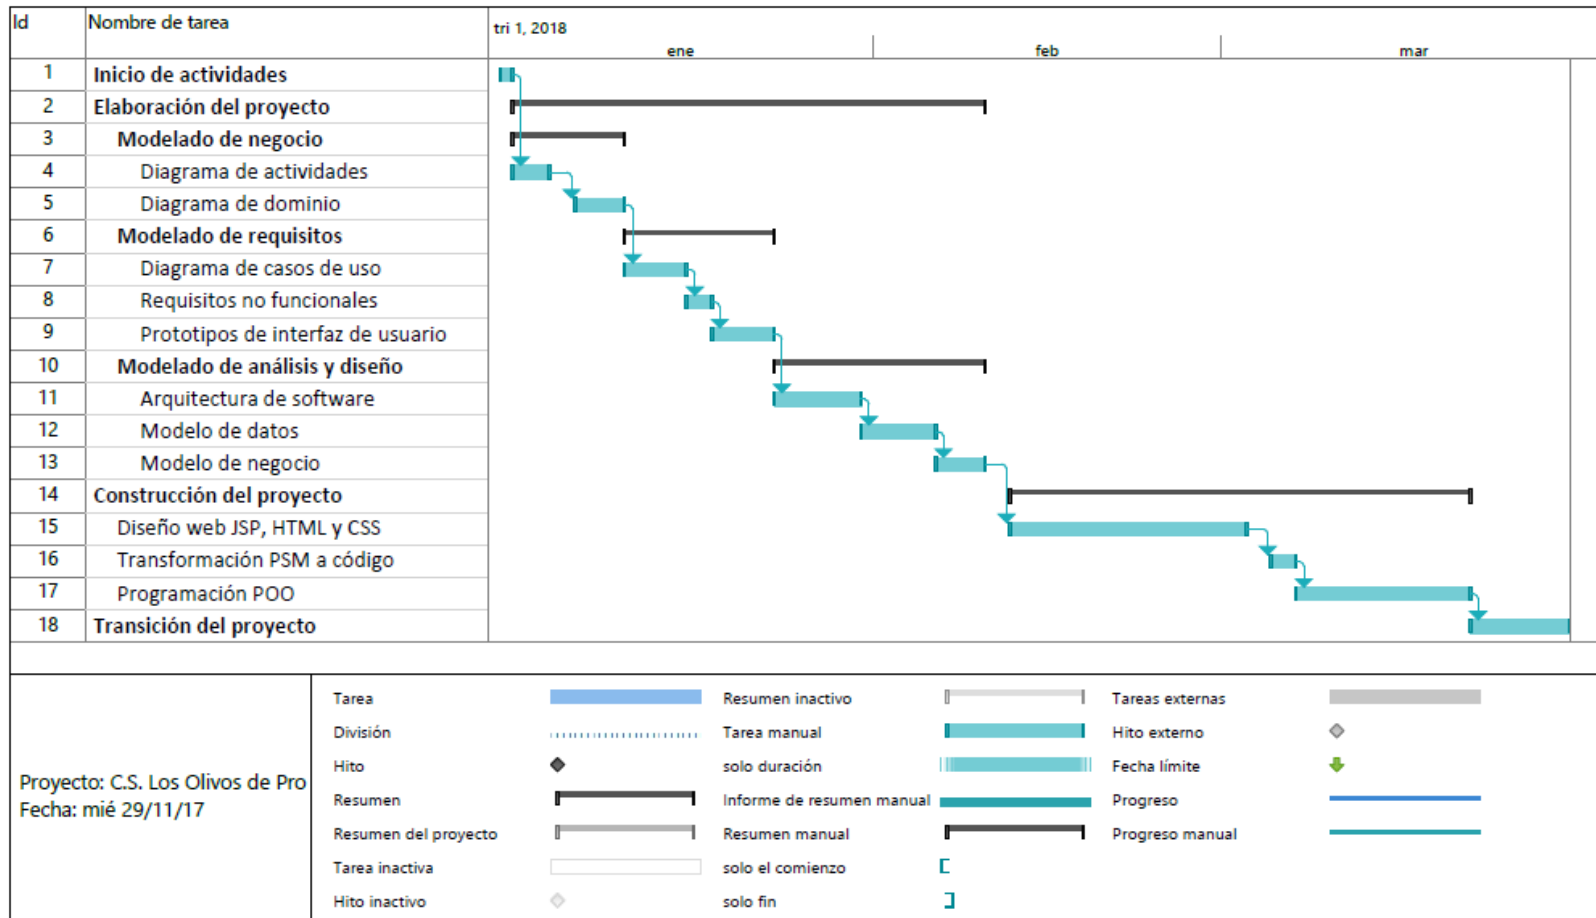 Id Nombre de tarea tri 1, 2018
ene feb mar
1 Inicio de actividades
2 Elaboración del proyecto
3 Modelado de negocio
4 Diagrama de actividades
5 Diagrama de dominio
6 Modelado de requisitos
7 Diagrama de casos de uso
8 Requisitos no funcionales
9 Prototipos de interfaz de usuario
10 Modelado de análisis y diseño
11 Arquitectura de software
12 Modelo de datos
13 Modelo de negocio
14 Construcción del proyecto
15 Diseño web JSP, HTML y CSS
16 Transformación PSM a código
17 Programación POO
18 Transición del proyecto
Proyecto: C.S. Los Olivos de Pro
Fecha: mié 29/11/17
Tarea
División
Hito
Resumen
Resumen del proyecto
Tarea inactiva
Hito inactivo
Resumen inactivo
Tarea manual
solo duración
Informe de resumen manual
Resumen manual
solo el comienzo
solo fin
Tareas externas
Hito externo
Fecha límite
Progreso
Progreso manual